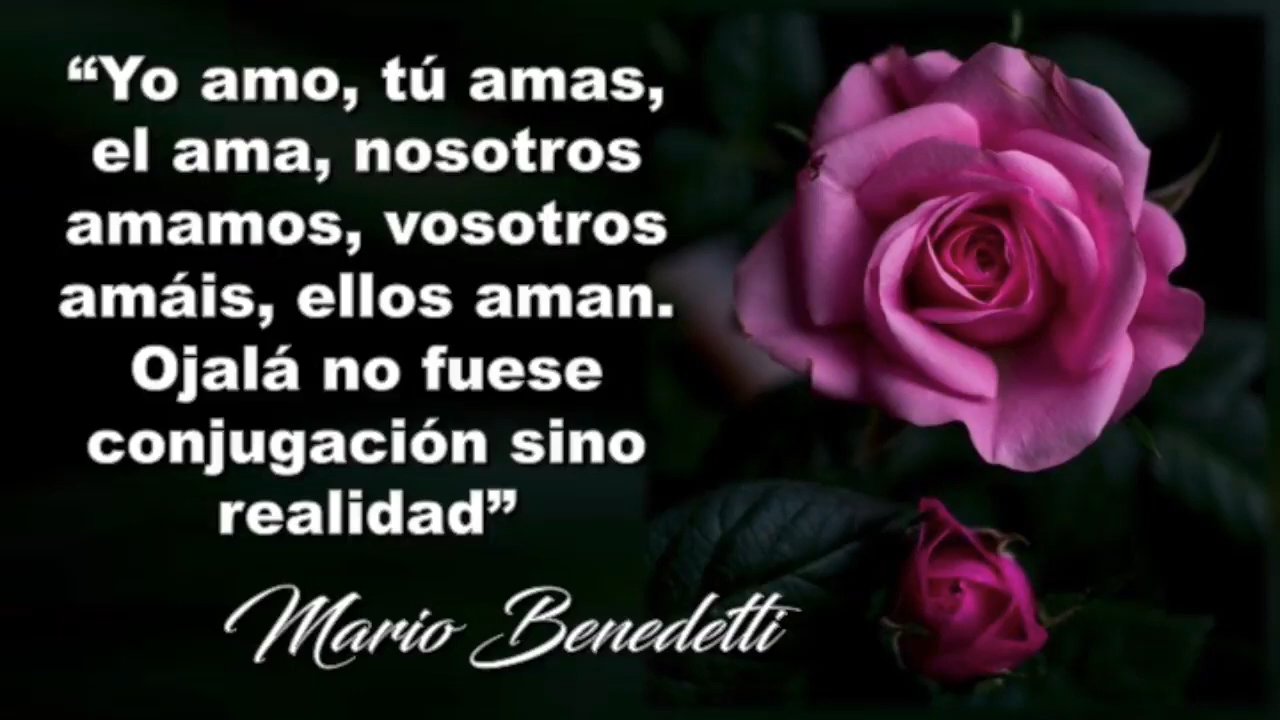 “Yo amo, tú amas,
el ama, nosotros
amamos, vosotros
amáis, ellos aman.
Ojalá no fuese
conjugación sino
realidad”
Mario Benedetti